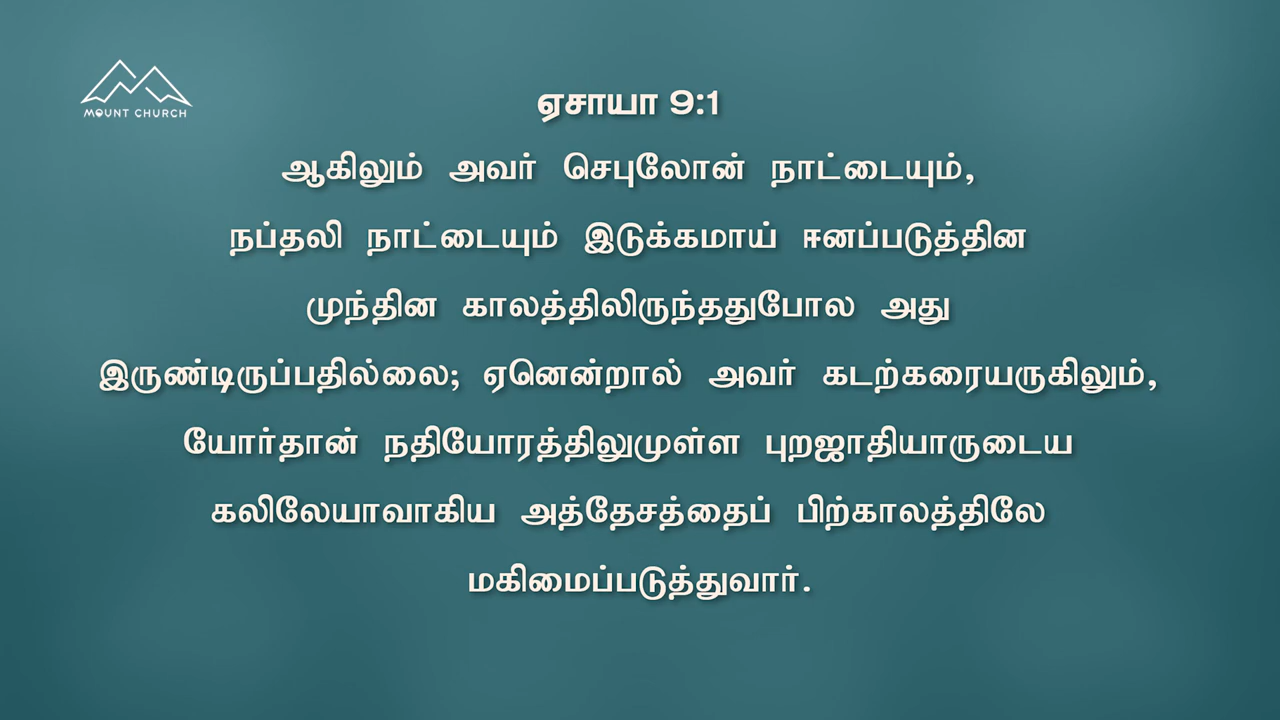 MOUNT CHURCH
ஏசாயா 9:1
ஆகிலும் அவர் செபுலோன் நாட்டையும்,
நப்தலி நாட்டையும் இடுக்கமாய் ஈனப்படுத்தின
முந்தின காலத்திலிருந்ததுபோல அது
இருண்டிருப்பதில்லை; ஏனென்றால் அவர் கடற்கரையருகிலும்,
யோர்தான் நதியோரத்திலுமுள்ள புறஜாதியாருடைய
கலிலேயாவாகிய அத்தேசத்தைப் பிற்காலத்திலே
மகிமைப்படுத்துவார்.